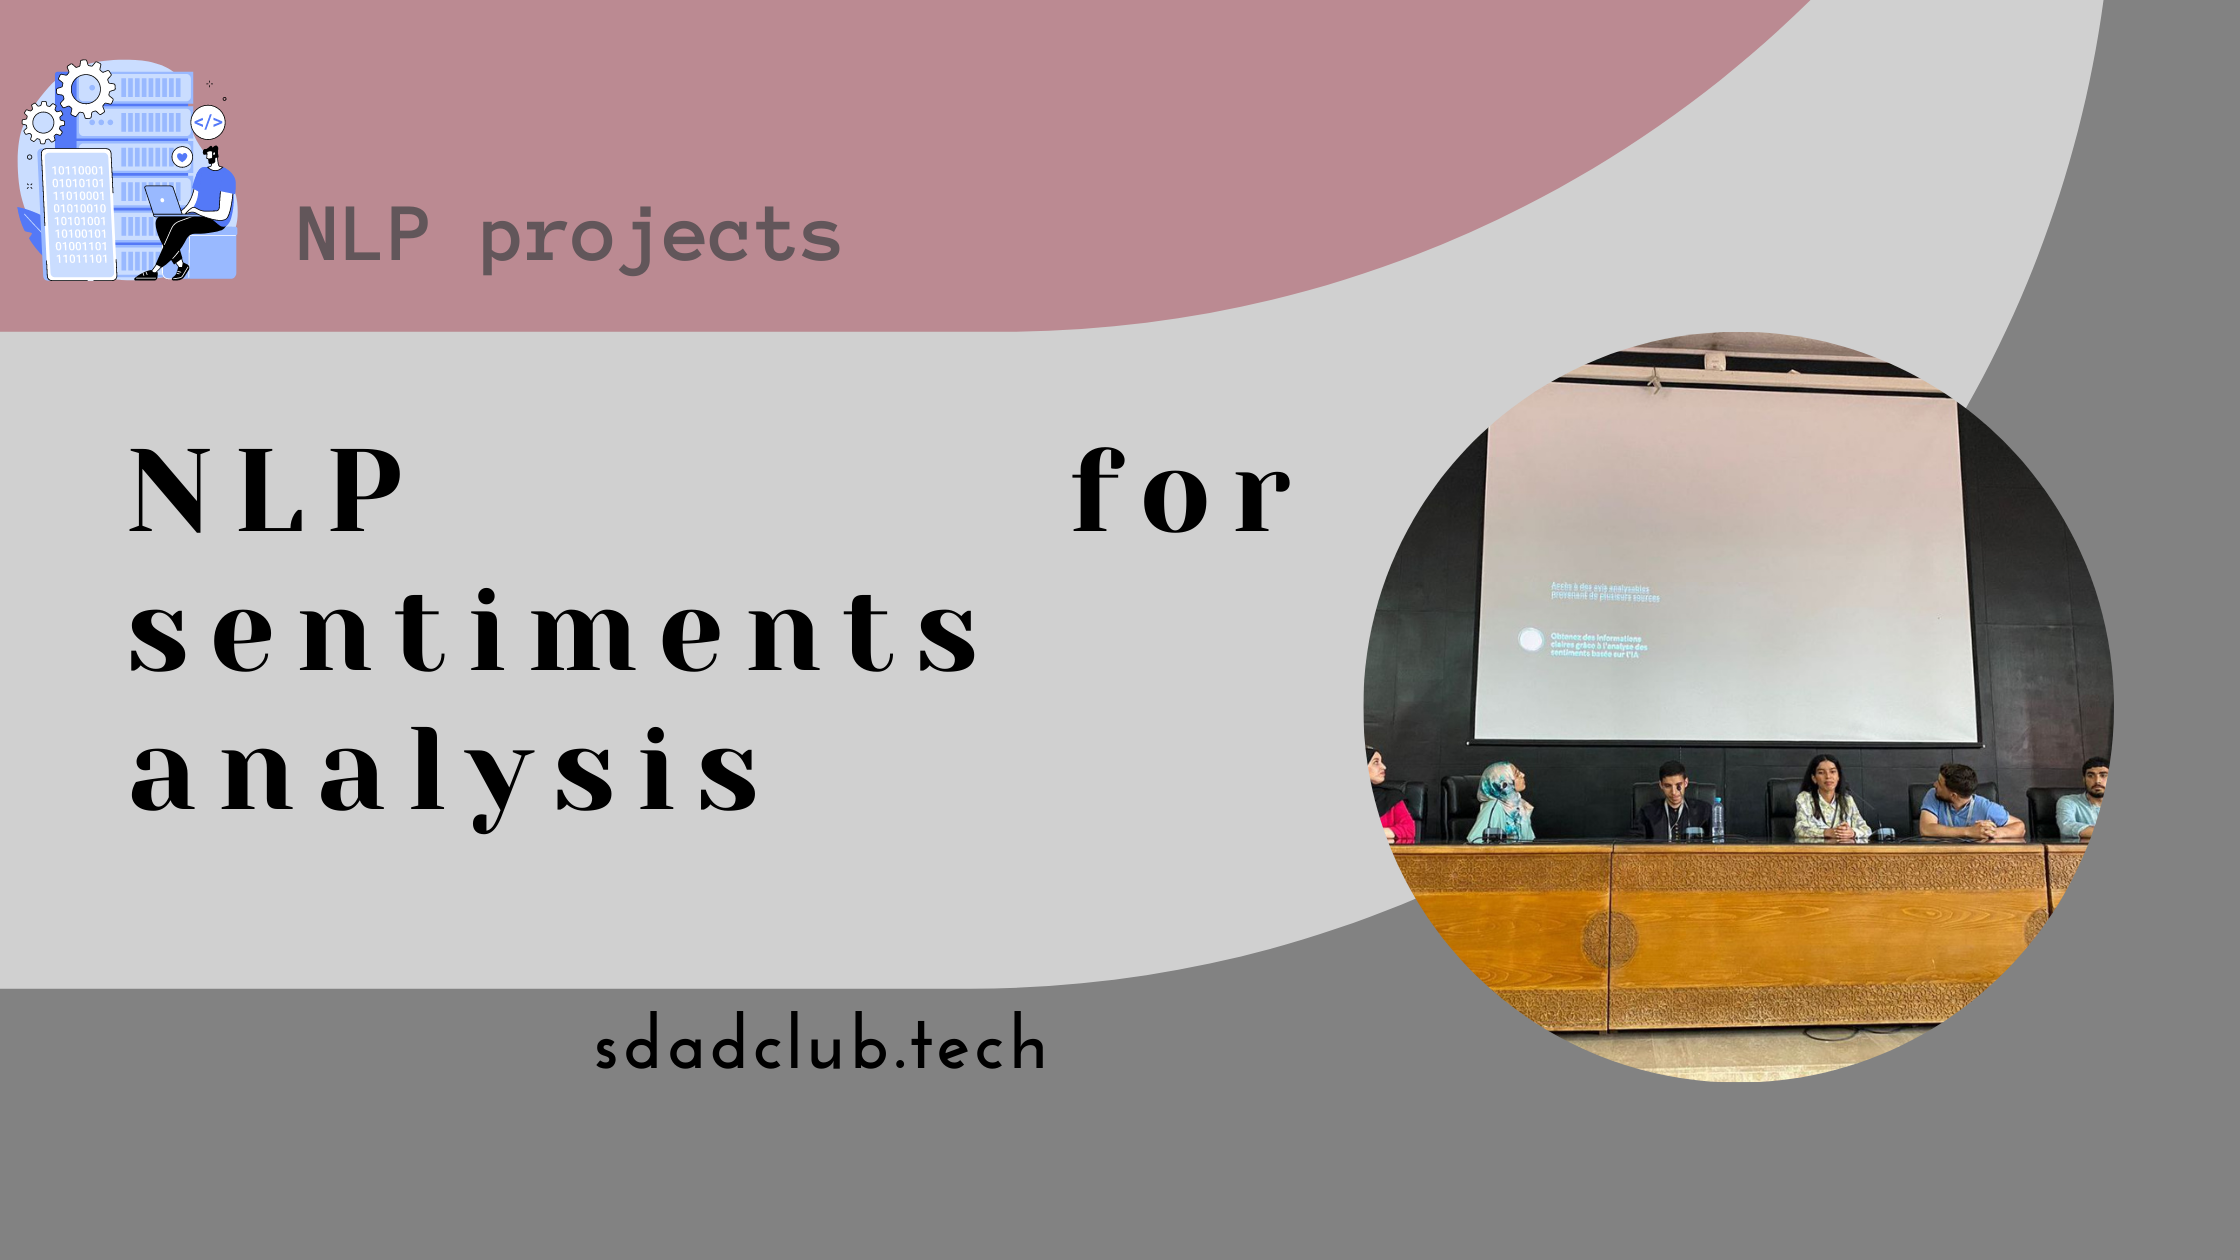 </>
10110001
01010101
11010001
01010010
10101001
10100101
01001101
11011101
NLP projects
NLP for
sentiments
analysis
Accès à des avis analysables
provenant de plusieurs sources
Obtenez des informations
claires grâce à l'analyse des
sentiments basée sur l'IA
sdadclub.tech